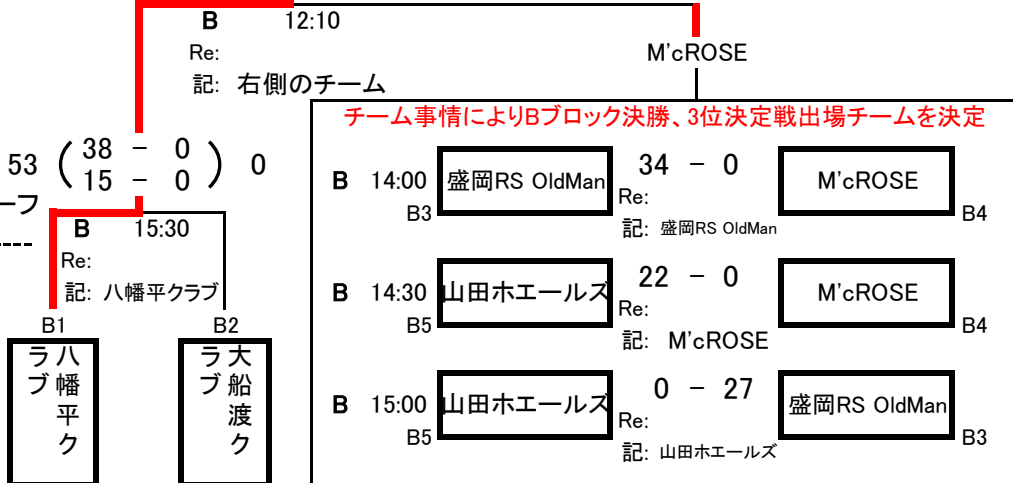 B 12:10
Re:
記: 右側のチーム
M'cROSE
チーム事情によりBブロック決勝、3位決定戦出場チームを決定
53 ( 38 - 0 ) 0
15 - 0
ーフ
B 15:30
Re:
記: 八幡平クラブ
B1 B2
八幡平クラブ
大船渡クラブ
B 14:00 盛岡RS OldMan 34 - 0 M'cROSE
B3 Re: B4
記: 盛岡RS OldMan
B 14:30 山田ホエールズ 22 - 0 M'cROSE
B5 Re: B4
記: M'cROSE
B 15:00 山田ホエールズ 0 - 27 盛岡RS OldMan
B5 Re: B3
記: 山田ホエールズ